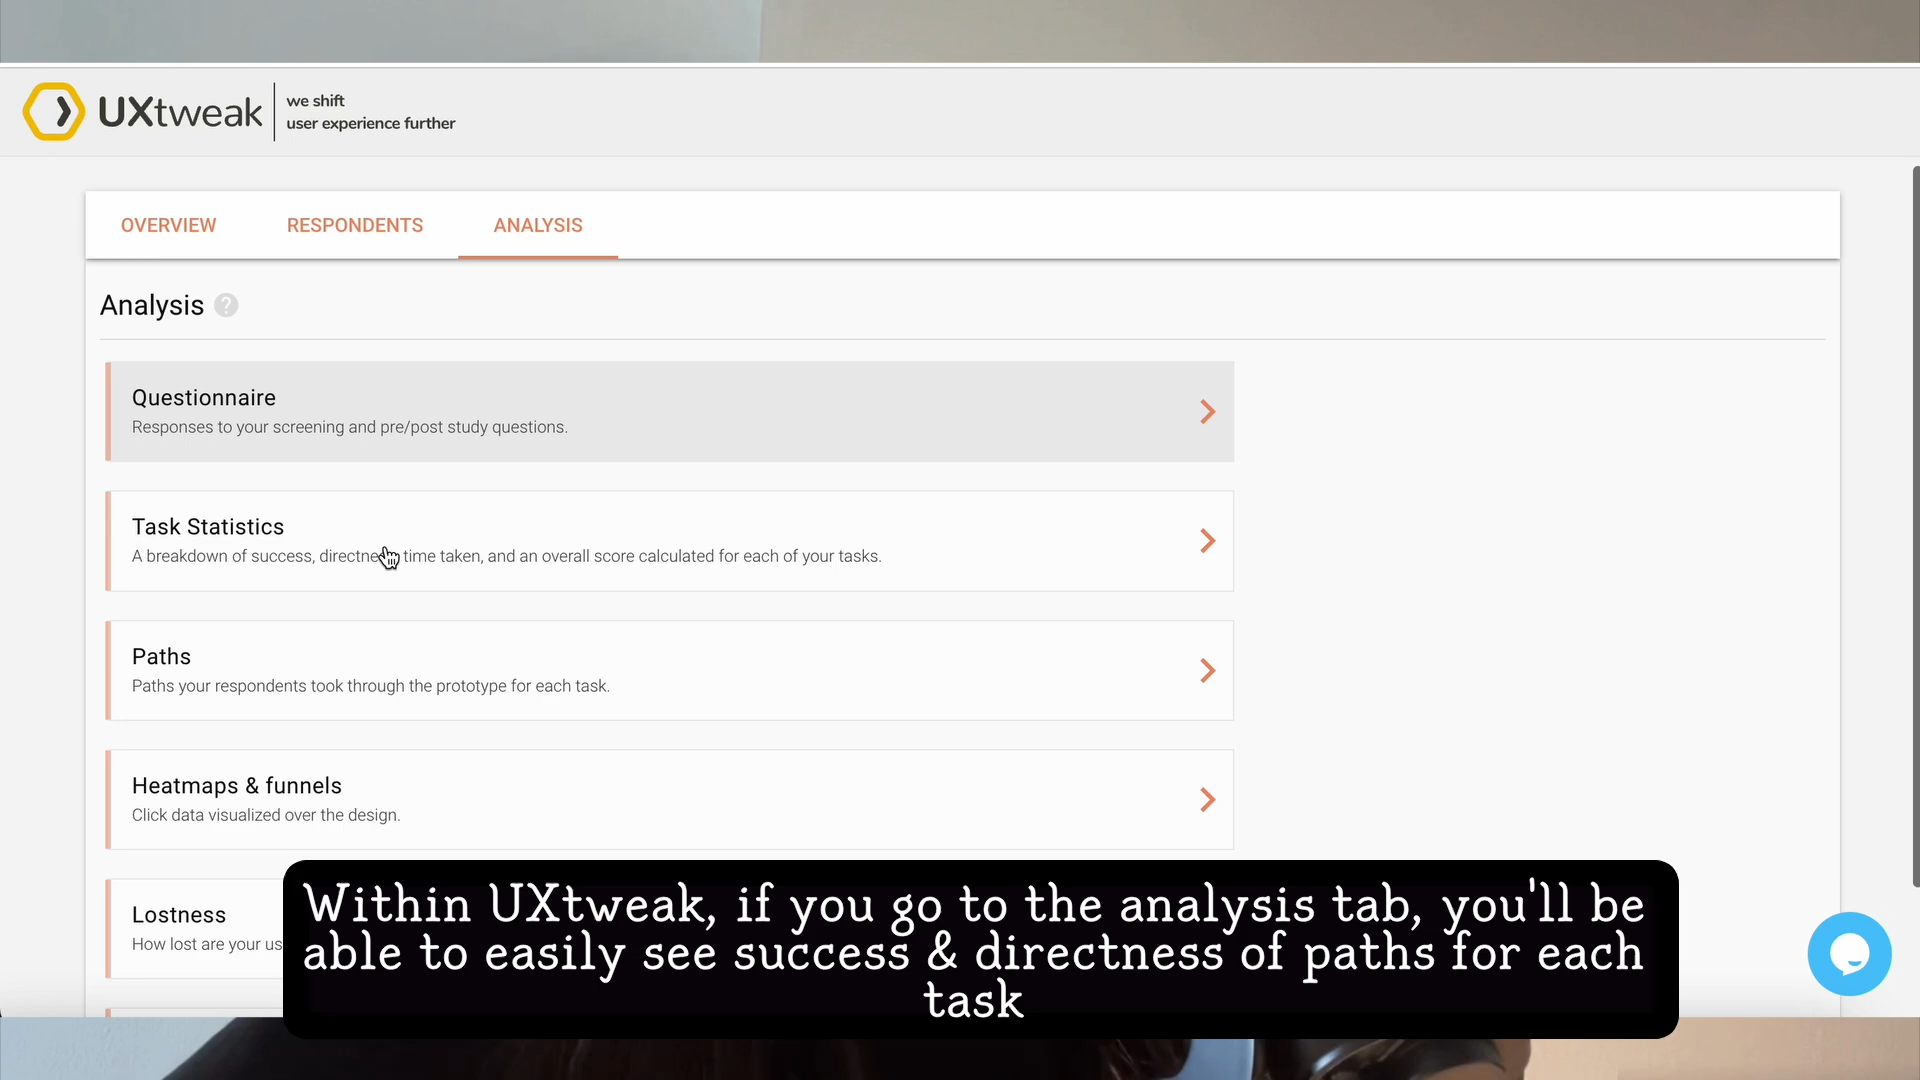 UXtweak
we shift
user experience further
OVERVIEW RESPONDENTS ANALYSIS
Analysis ?
Questionnaire
Responses to your screening and pre/post study questions.
Task Statistics
A breakdown of success, time taken, and an overall score calculated for each of your tasks.
Paths
Paths your respondents took through the prototype for each task.
Heatmaps & funnels
Click data visualized over the design.
Lostness
How lost are your
Within UXtweak, if you go to the analysis tab, you'll be
able to easily see success & directness of paths for each
task